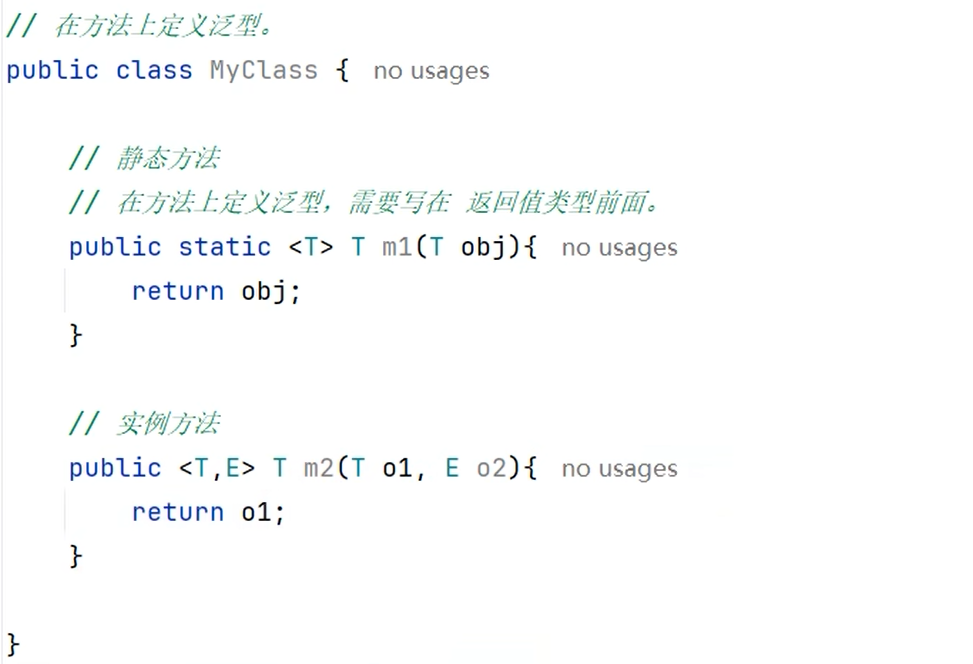 // 在方法上定义泛型。
public class MyClass { no usages
// 静态方法
// 在方法上定义泛型，需要写在 返回值类型前面。
public static <T> T m1(T obj){ no usages
return obj;
}
// 实例方法
public <T,E> T m2(T o1, E o2){ no usages
return o1;
}
}